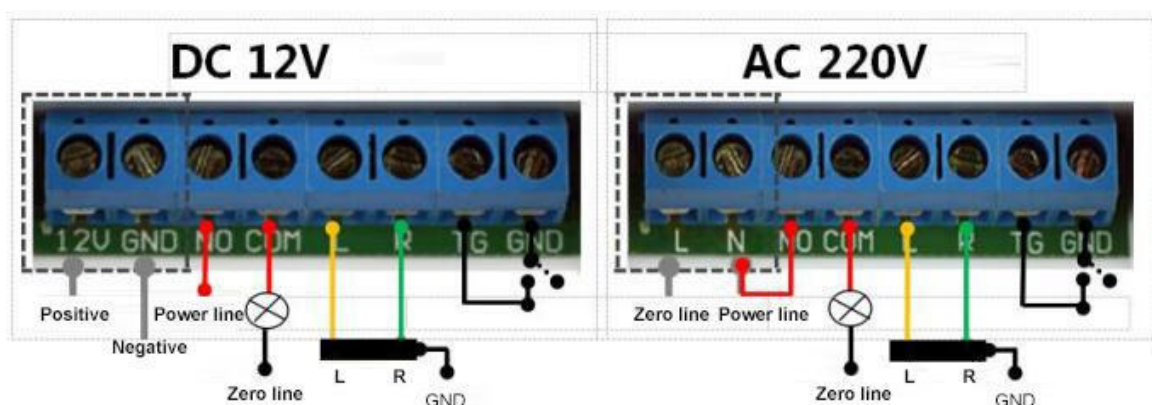 DC 12V
12V GND NO COM L R TG GND
Positive
Negative
Power line
Zero line
L R
GND
AC 220V
L N NO COM L R TG GND
Zero line
Power line
Zero line
L R
GND